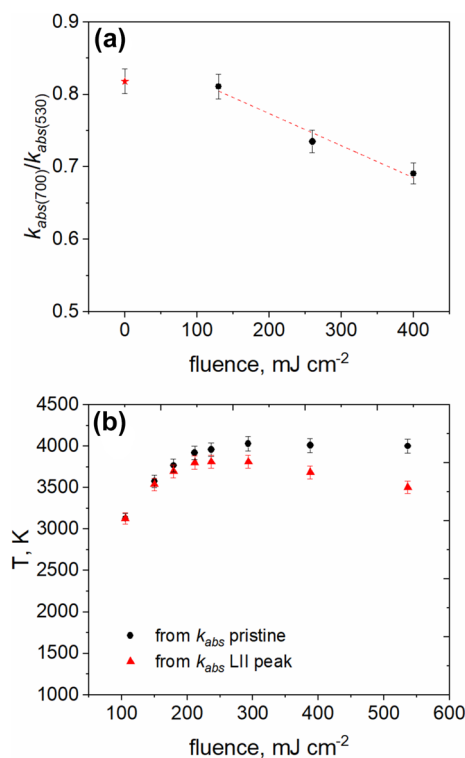 (a)
0.9
0.8
0.7
0.6
0.5
k_abs(700)/k_abs(530)
0 100 200 300 400
fluence, mJ cm⁻²
(b)
4500
4000
3500
3000
2500
2000
1500
1000
T, K
from k_abs pristine
from k_abs LII peak
100 200 300 400 500 600
fluence, mJ cm⁻²